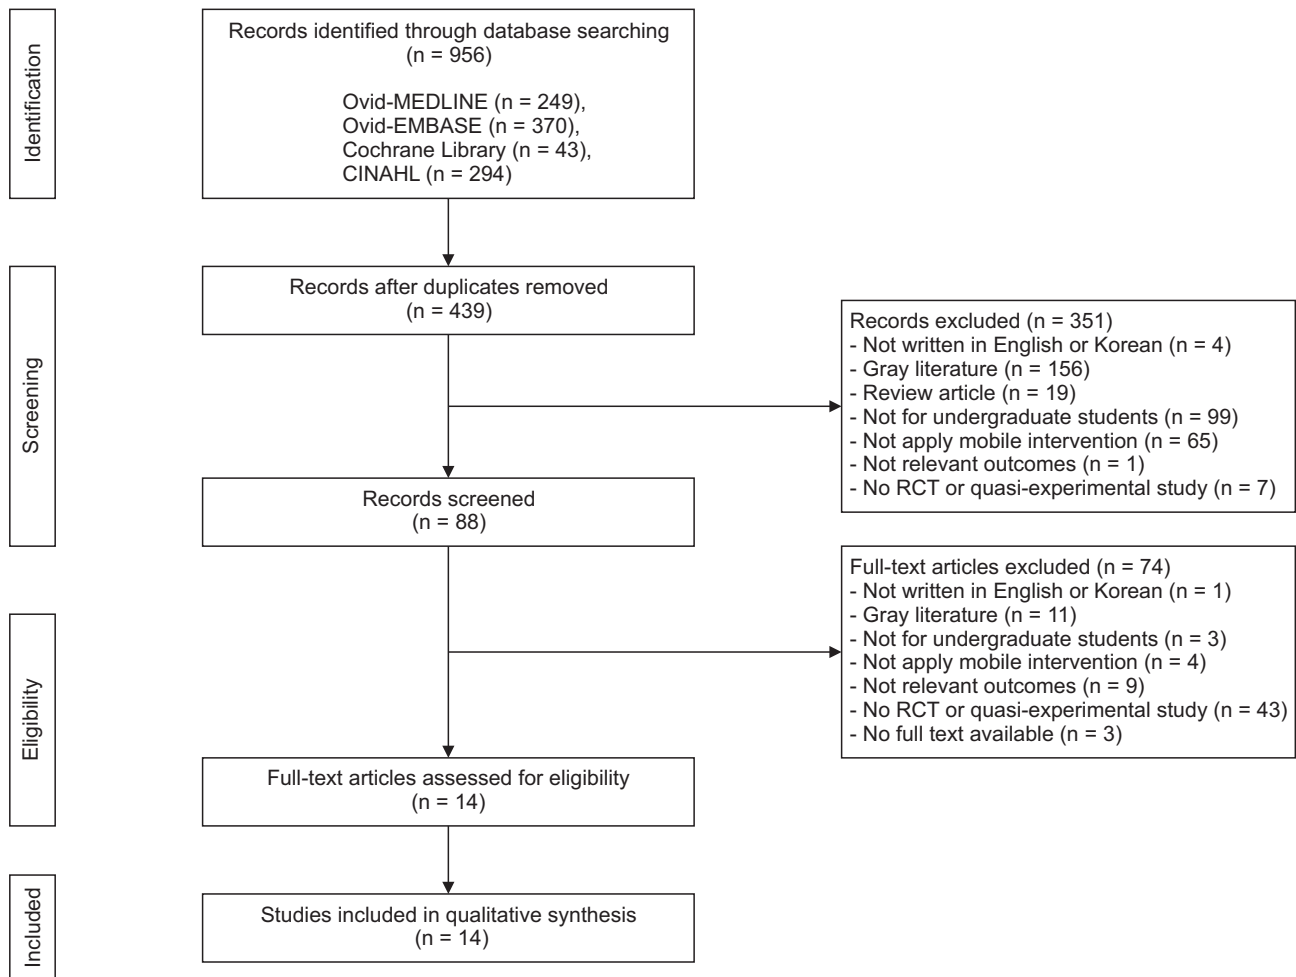 Identification
Records identified through database searching
(n = 956)
Ovid-MEDLINE (n = 249),
Ovid-EMBASE (n = 370),
Cochrane Library (n = 43),
CINAHL (n = 294)
Screening
Records after duplicates removed
(n = 439)
Records excluded (n = 351)
- Not written in English or Korean (n = 4)
- Gray literature (n = 156)
- Review article (n = 19)
- Not for undergraduate students (n = 99)
- Not apply mobile intervention (n = 65)
- Not relevant outcomes (n = 1)
- No RCT or quasi-experimental study (n = 7)
Records screened
(n = 88)
Full-text articles excluded (n = 74)
- Not written in English or Korean (n = 1)
- Gray literature (n = 11)
- Not for undergraduate students (n = 3)
- Not apply mobile intervention (n = 4)
- Not relevant outcomes (n = 9)
- No RCT or quasi-experimental study (n = 43)
- No full text available (n = 3)
Eligibility
Full-text articles assessed for eligibility
(n = 14)
Included
Studies included in qualitative synthesis
(n = 14)